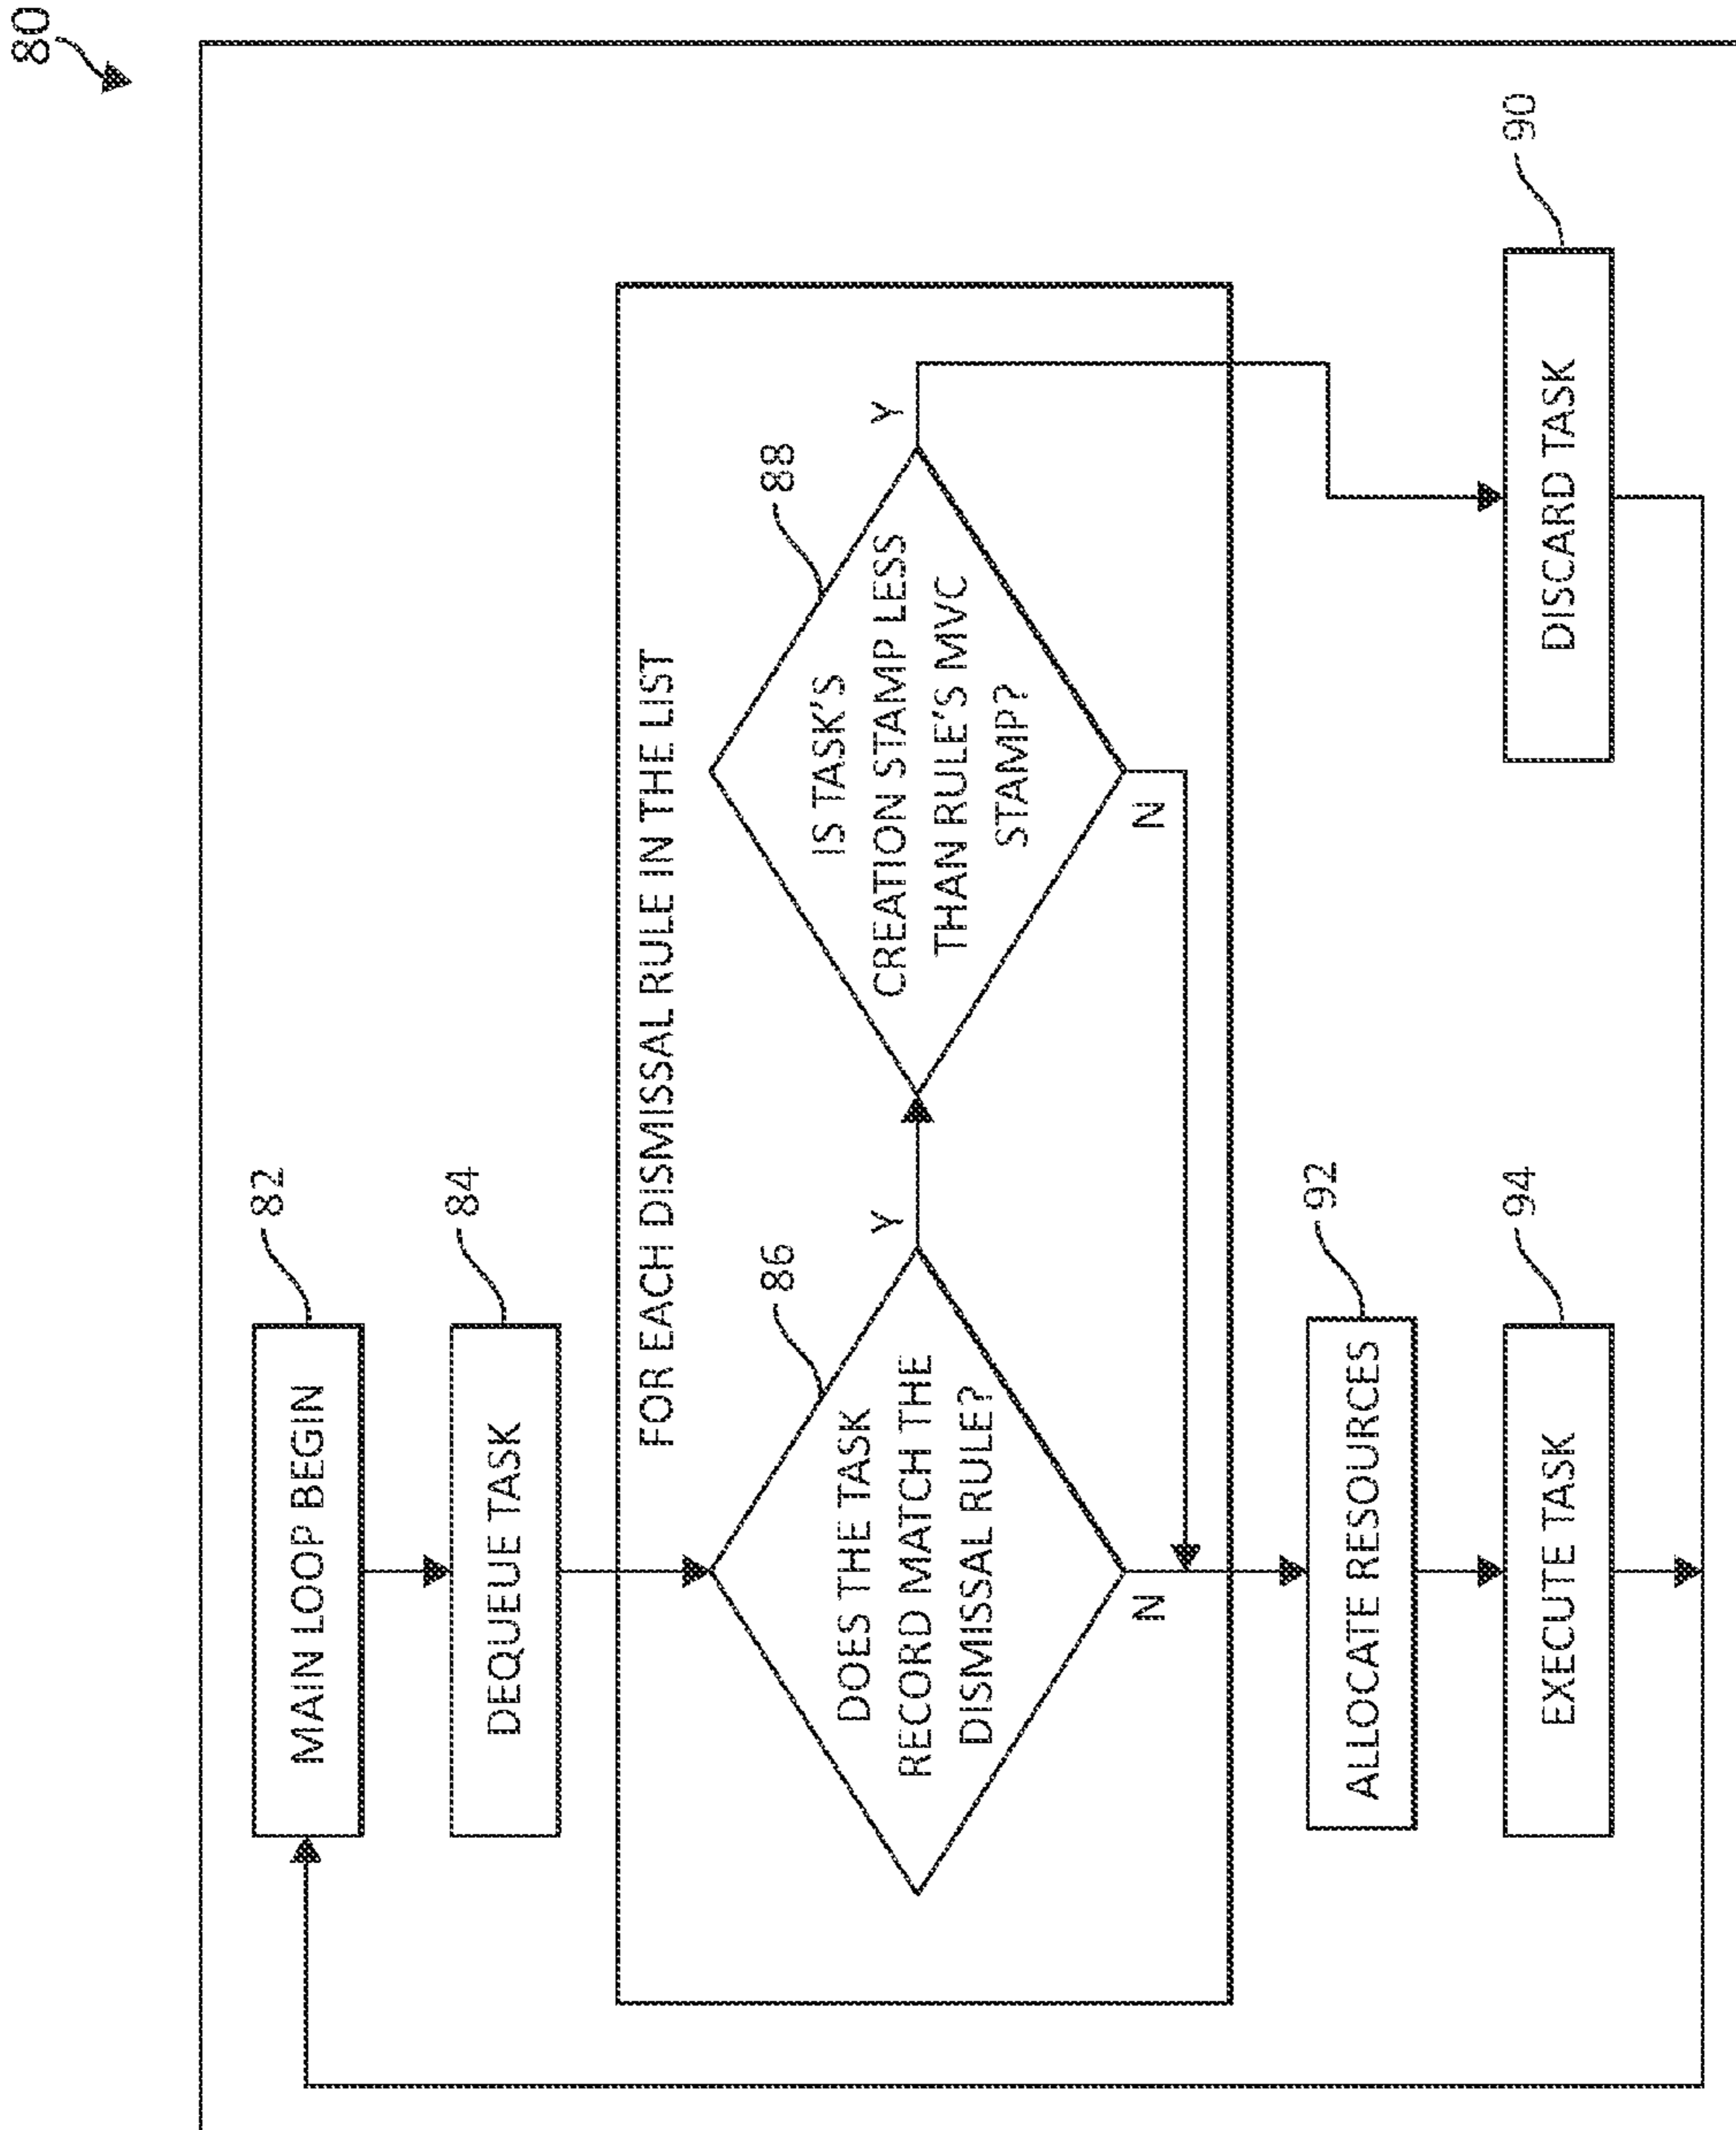 80
MAIN LOOP BEGIN
82
DEQUEUE TASK
84
FOR EACH DISMISSAL RULE IN THE LIST
DOES THE TASK
RECORD MATCH THE
DISMISSAL RULE?
86
Y
N
IS TASK'S
CREATION STAMP LESS
THAN RULE'S MVC
STAMP?
88
Y
N
ALLOCATE RESOURCES
92
EXECUTE TASK
94
DISCARD TASK
90